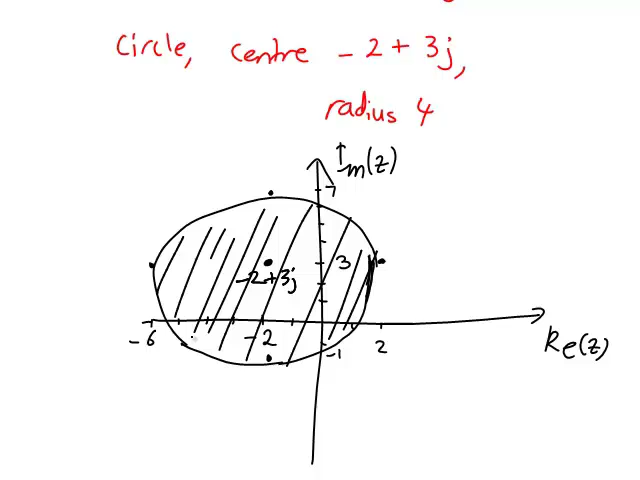 Circle, centre -2 + 3j,
radius 4
Im(z)
7
3
-2+3j
-6
-2
-1
2
Re(z)